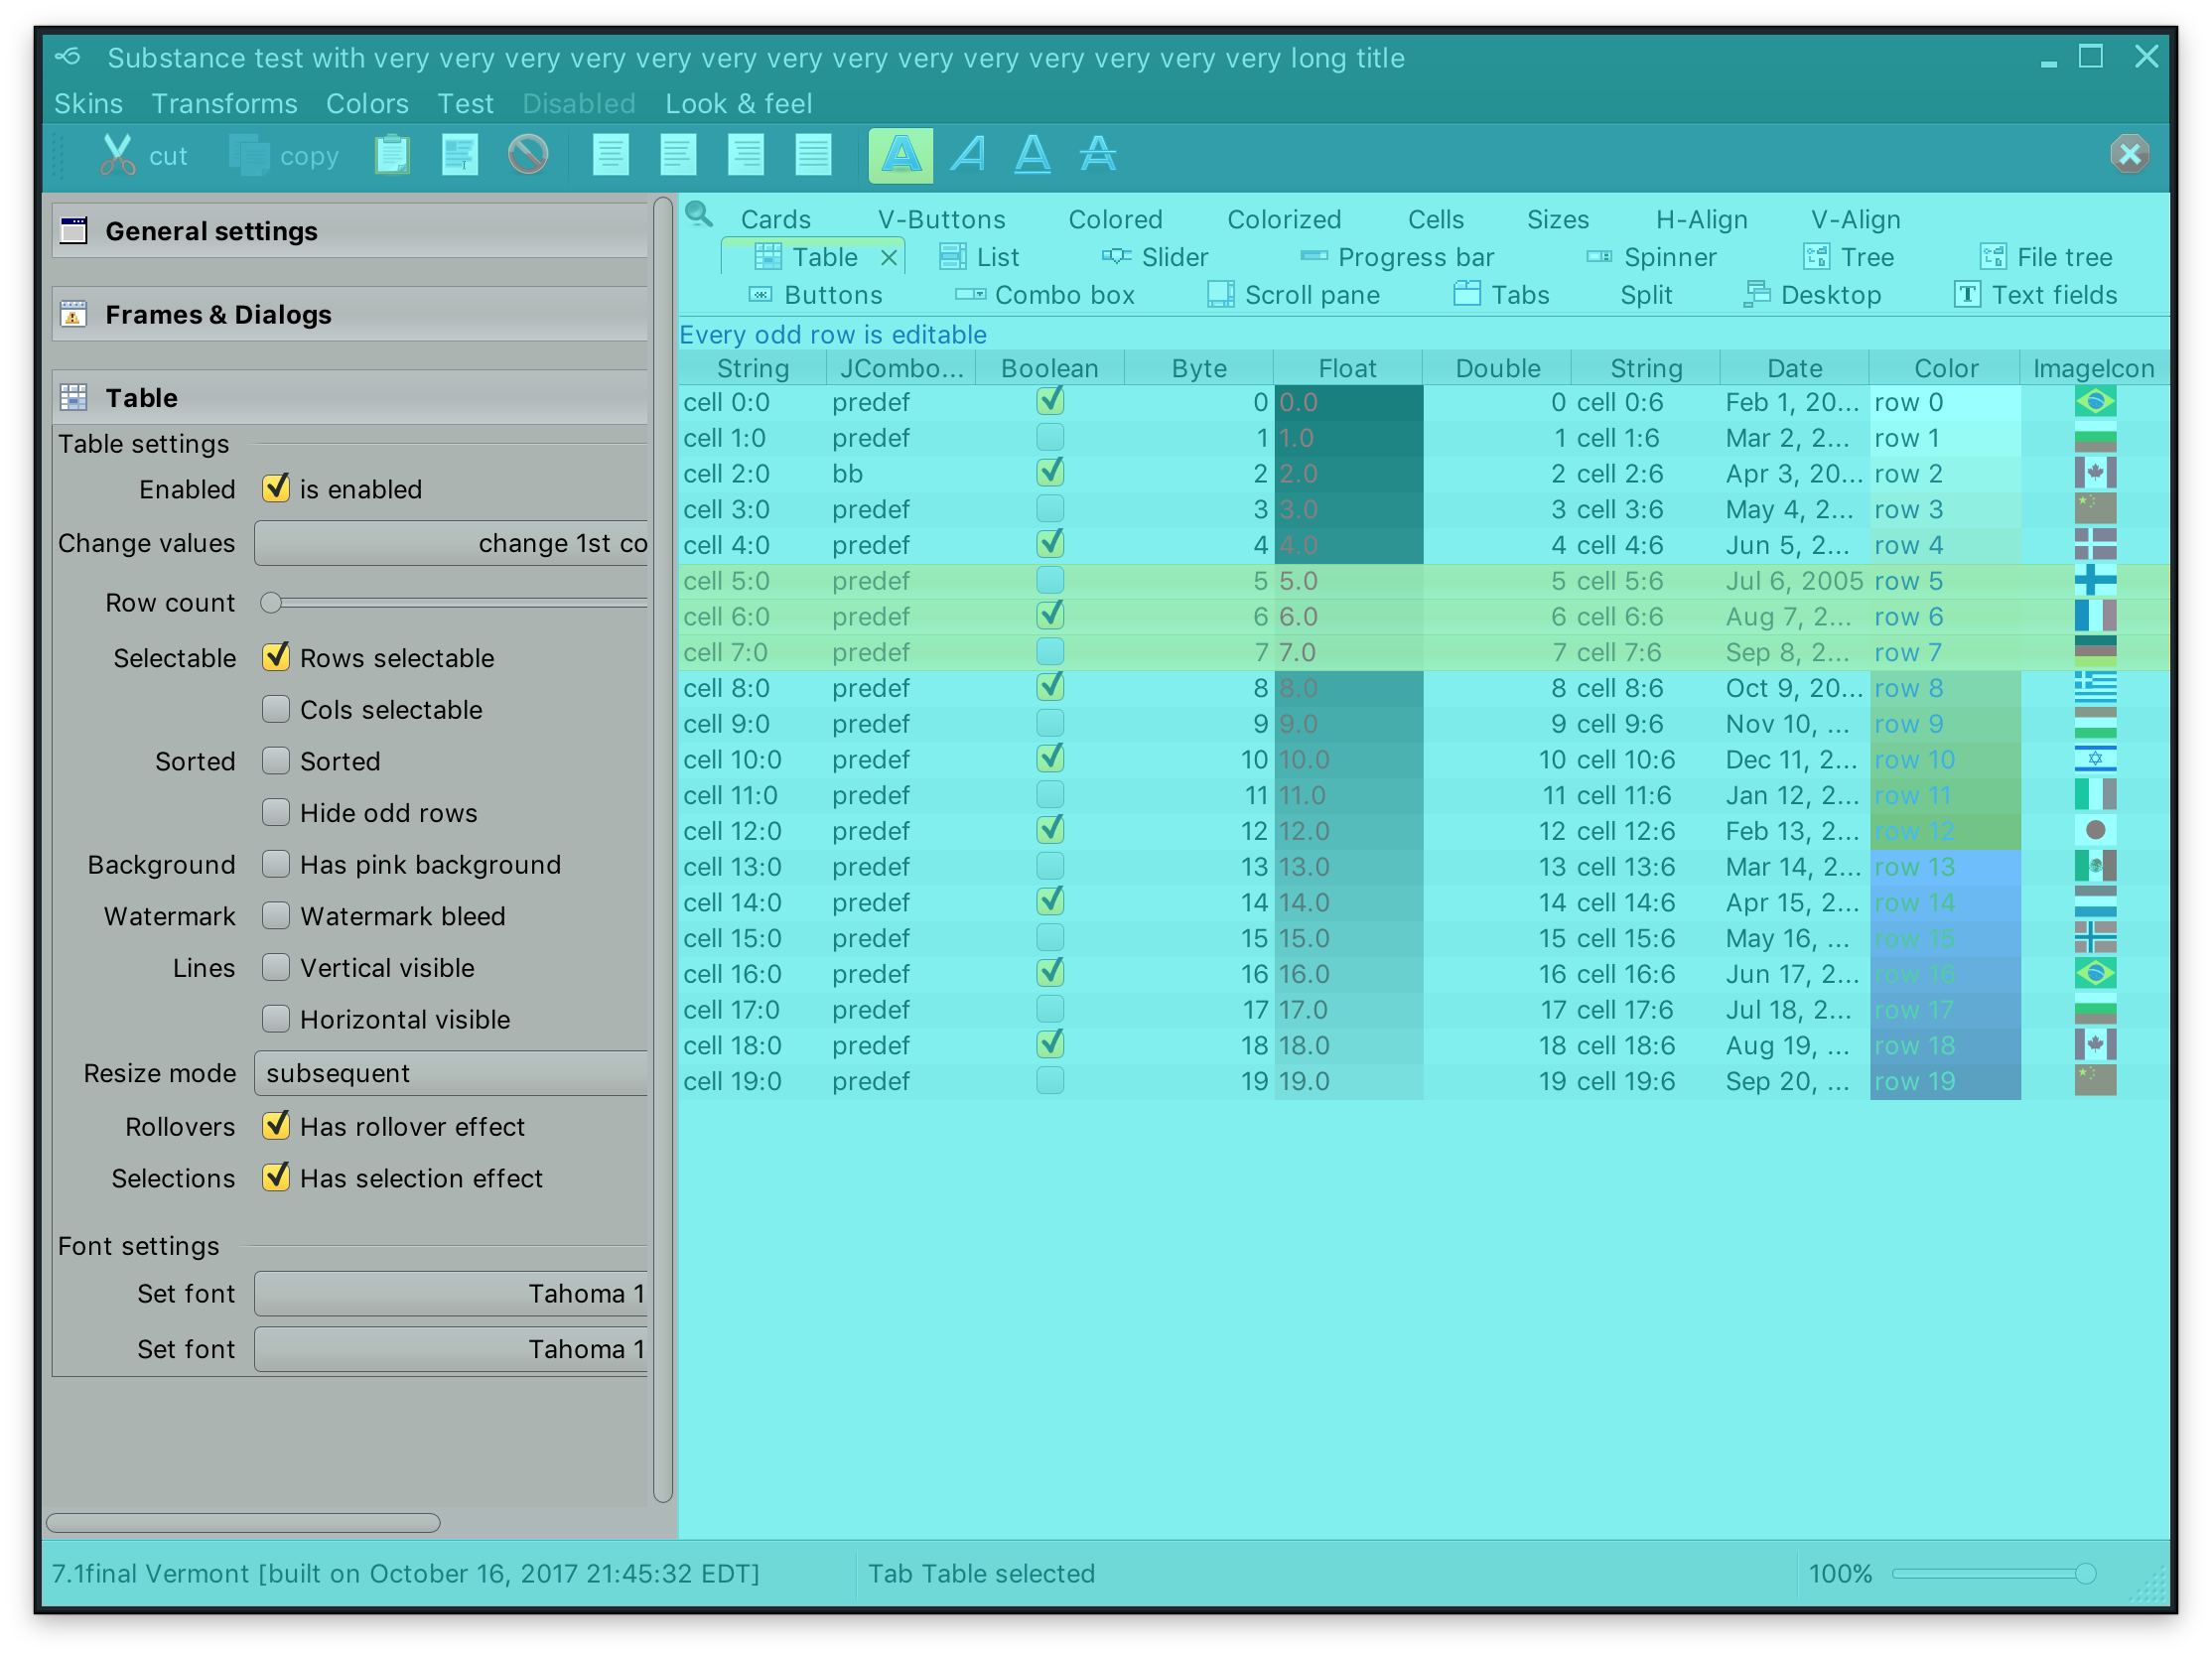 Substance test with very very very very very very very very very very very very very very long title
Skins Transforms Colors Test Disabled Look & feel
cut copy A A A A
General settings
Frames & Dialogs
Table
Table settings
Enabled is enabled
Change values change 1st co
Row count
Selectable Rows selectable
Cols selectable
Sorted Sorted
Hide odd rows
Background Has pink background
Watermark Watermark bleed
Lines Vertical visible
Horizontal visible
Resize mode subsequent
Rollovers Has rollover effect
Selections Has selection effect
Font settings
Set font Tahoma 1
Set font Tahoma 1
Cards V-Buttons Colored Colorized Cells Sizes H-Align V-Align
Table List Slider Progress bar Spinner Tree File tree
Buttons Combo box Scroll pane Tabs Split Desktop T Text fields
Every odd row is editable
String JCombo... Boolean Byte Float Double String Date Color ImageIcon
cell 0:0 predef 0 0.0 0 cell 0:6 Feb 1, 20... row 0
cell 1:0 predef 1 1.0 1 cell 1:6 Mar 2, 2... row 1
cell 2:0 bb 2 2.0 2 cell 2:6 Apr 3, 20... row 2
cell 3:0 predef 3 3.0 3 cell 3:6 May 4, 2... row 3
cell 4:0 predef 4 4.0 4 cell 4:6 Jun 5, 2... row 4
cell 5:0 predef 5 5.0 5 cell 5:6 Jul 6, 2005 row 5
cell 6:0 predef 6 6.0 6 cell 6:6 Aug 7, 2... row 6
cell 7:0 predef 7 7.0 7 cell 7:6 Sep 8, 2... row 7
cell 8:0 predef 8 8.0 8 cell 8:6 Oct 9, 20... row 8
cell 9:0 predef 9 9.0 9 cell 9:6 Nov 10, ... row 9
cell 10:0 predef 10 10.0 10 cell 10:6 Dec 11, 2... row 10
cell 11:0 predef 11 11.0 11 cell 11:6 Jan 12, 2... row 11
cell 12:0 predef 12 12.0 12 cell 12:6 Feb 13, 2... row 12
cell 13:0 predef 13 13.0 13 cell 13:6 Mar 14, 2... row 13
cell 14:0 predef 14 14.0 14 cell 14:6 Apr 15, 2... row 14
cell 15:0 predef 15 15.0 15 cell 15:6 May 16, ... row 15
cell 16:0 predef 16 16.0 16 cell 16:6 Jun 17, 2... row 16
cell 17:0 predef 17 17.0 17 cell 17:6 Jul 18, 2... row 17
cell 18:0 predef 18 18.0 18 cell 18:6 Aug 19, ... row 18
cell 19:0 predef 19 19.0 19 cell 19:6 Sep 20, ... row 19
7.1final Vermont [built on October 16, 2017 21:45:32 EDT] Tab Table selected 100%